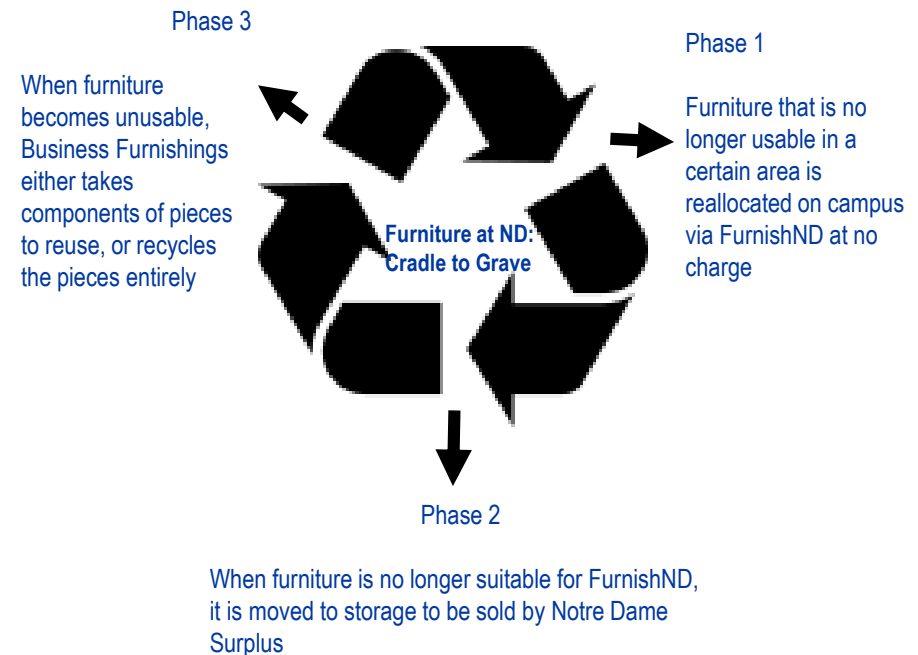 Phase 3
When furniture
becomes unusable,
Business Furnishings
either takes
components of pieces
to reuse, or recycles
the pieces entirely
Phase 1
Furniture that is no
longer usable in a
certain area is
reallocated on campus
via FurnishND at no
charge
Furniture at ND:
Cradle to Grave
Phase 2
When furniture is no longer suitable for FurnishND,
it is moved to storage to be sold by Notre Dame
Surplus